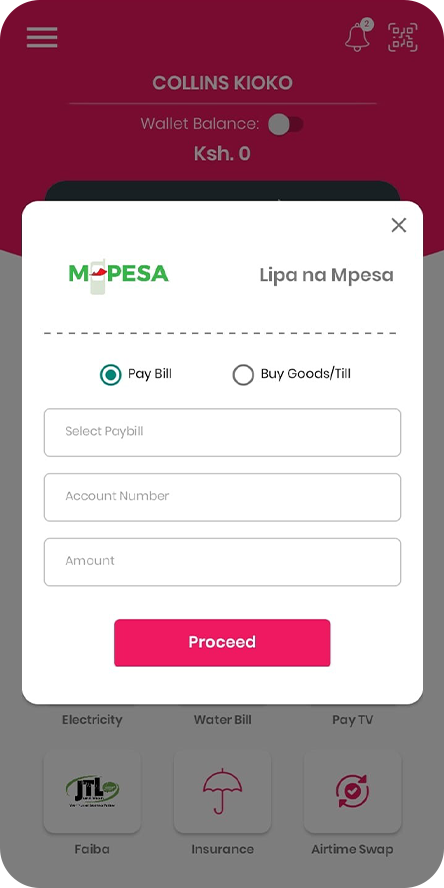 2
COLLINS KIOKO
Wallet Balance:
Ksh. 0
M-PESA
Lipa na Mpesa
Pay Bill
Buy Goods/Till
Select Paybill
Account Number
Amount
Proceed
Electricity
Water Bill
Pay TV
JTL
Faiba
Insurance
Airtime Swap